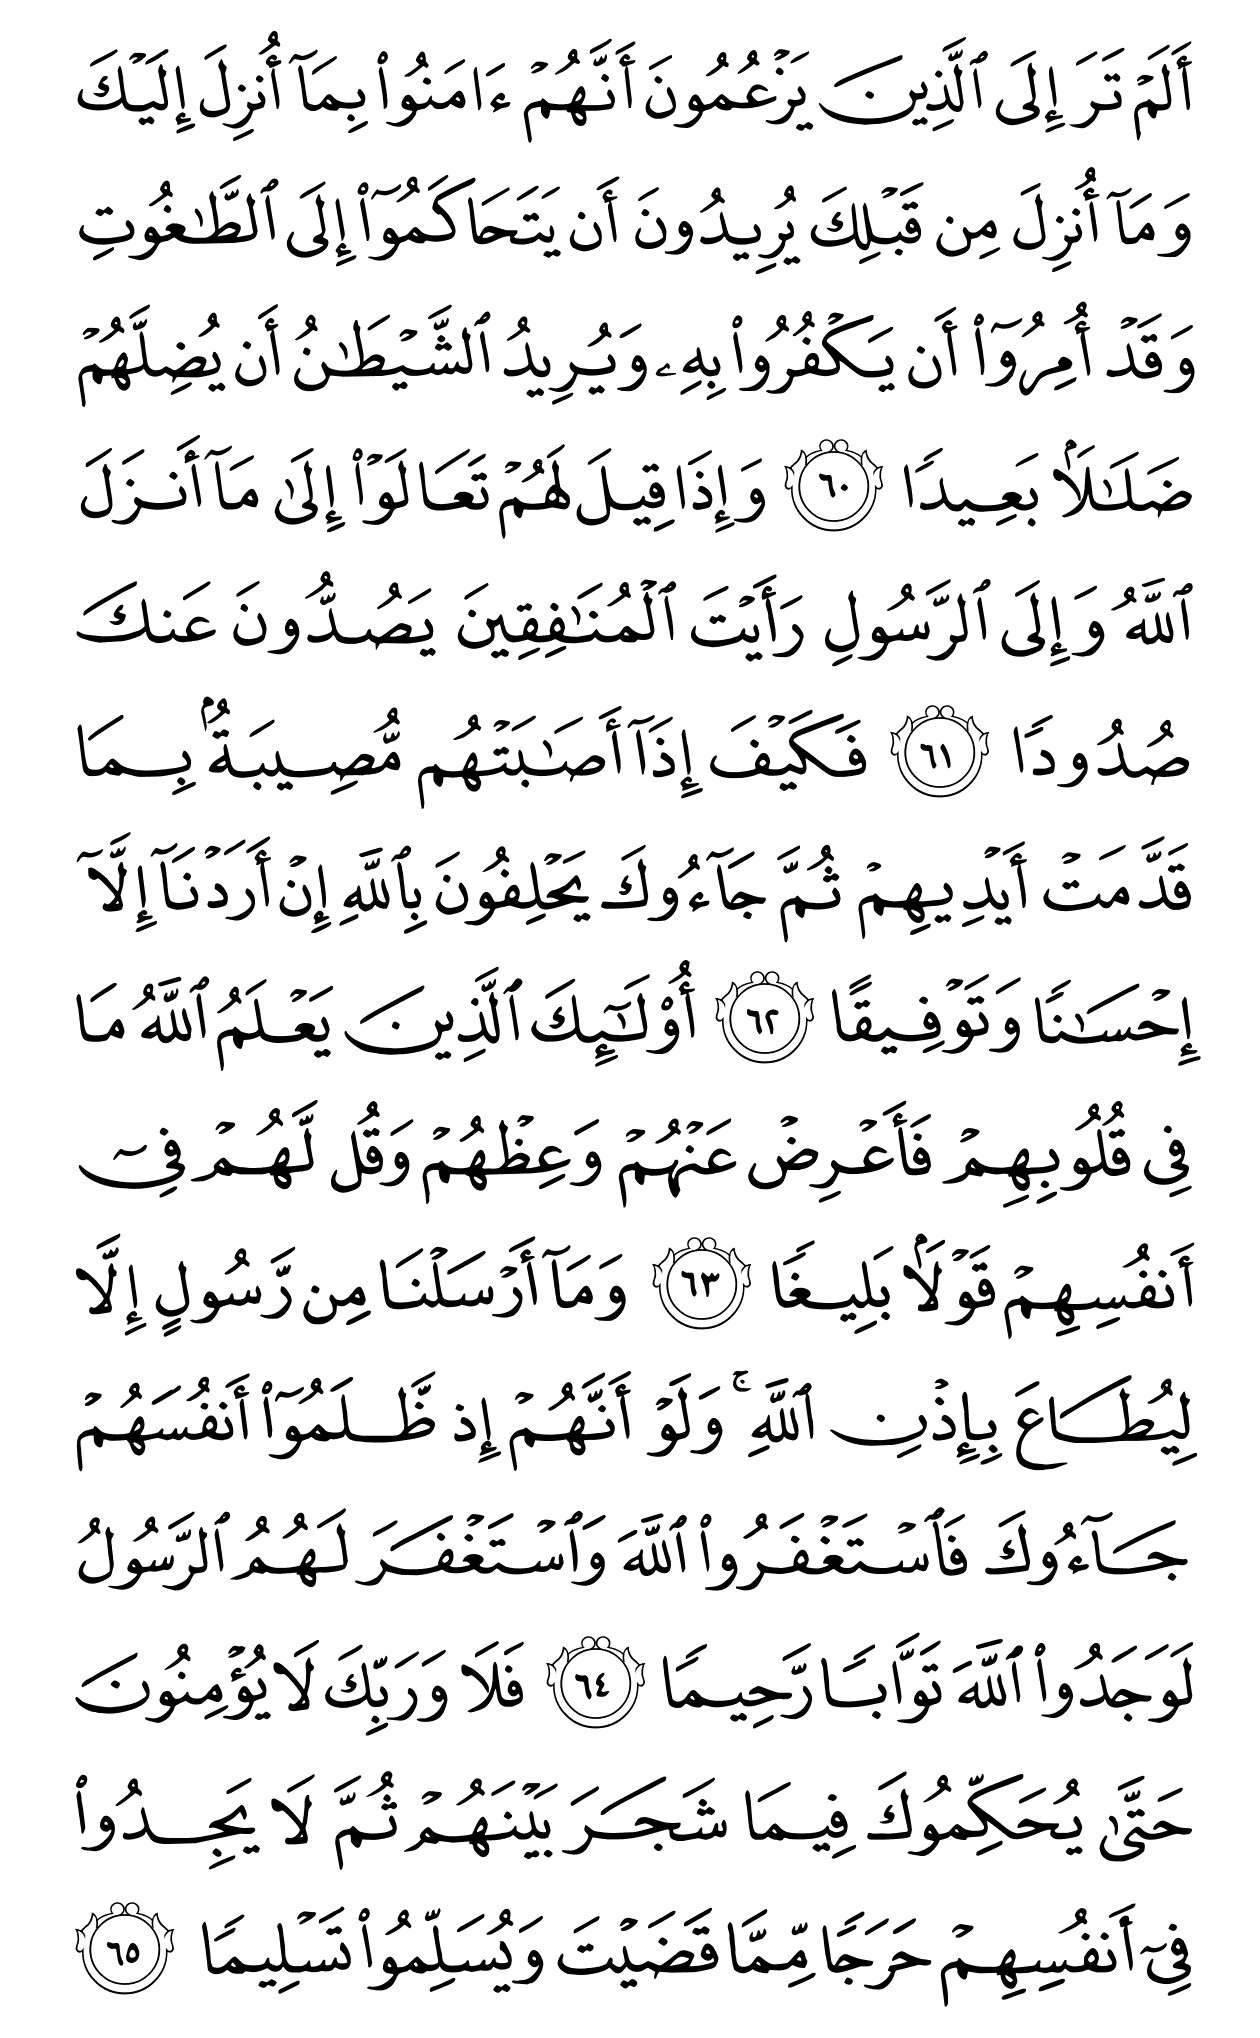 أَلَمۡ تَرَ إِلَى ٱلَّذِينَ يَزۡعُمُونَ أَنَّهُمۡ ءَامَنُواْ بِمَآ أُنزِلَ إِلَيۡكَ
وَمَآ أُنزِلَ مِن قَبۡلِكَ يُرِيدُونَ أَن يَتَحَاكَمُوٓاْ إِلَى ٱلطَّـٰغُوتِ
وَقَدۡ أُمِرُوٓاْ أَن يَكۡفُرُواْ بِهِۦ وَيُرِيدُ ٱلشَّيۡطَـٰنُ أَن يُضِلَّهُمۡ
ضَلَـٰلَۢا بَعِيدًا ٦٠ وَإِذَا قِيلَ لَهُمۡ تَعَالَوۡاْ إِلَىٰ مَآ أَنزَلَ
ٱللَّهُ وَإِلَى ٱلرَّسُولِ رَأَيۡتَ ٱلۡمُنَـٰفِقِينَ يَصُدُّونَ عَنكَ
صُدُودًا ٦١ فَكَيۡفَ إِذَآ أَصَـٰبَتۡهُم مُّصِيبَةُۢ بِمَا
قَدَّمَتۡ أَيۡدِيهِمۡ ثُمَّ جَآءُوكَ يَحۡلِفُونَ بِٱللَّهِ إِنۡ أَرَدۡنَآ إِلَّآ
إِحۡسَـٰنًا وَتَوۡفِيقًا ٦٢ أُوْلَـٰٓئِكَ ٱلَّذِينَ يَعۡلَمُ ٱللَّهُ مَا
فِي قُلُوبِهِمۡ فَأَعۡرِضۡ عَنۡهُمۡ وَعِظۡهُمۡ وَقُل لَّهُمۡ فِيٓ
أَنفُسِهِمۡ قَوۡلَۢا بَلِيغًا ٦٣ وَمَآ أَرۡسَلۡنَا مِن رَّسُولٍ إِلَّا
لِيُطَاعَ بِإِذۡنِ ٱللَّهِۚ وَلَوۡ أَنَّهُمۡ إِذ ظَّلَمُوٓاْ أَنفُسَهُمۡ
جَآءُوكَ فَٱسۡتَغۡفَرُواْ ٱللَّهَ وَٱسۡتَغۡفَرَ لَهُمُ ٱلرَّسُولُ
لَوَجَدُواْ ٱللَّهَ تَوَّابًا رَّحِيمًا ٦٤ فَلَا وَرَبِّكَ لَا يُؤۡمِنُونَ
حَتَّىٰ يُحَكِّمُوكَ فِيمَا شَجَرَ بَيۡنَهُمۡ ثُمَّ لَا يَجِدُواْ
فِيٓ أَنفُسِهِمۡ حَرَجًا مِّمَّا قَضَيۡتَ وَيُسَلِّمُواْ تَسۡلِيمًا ٦٥